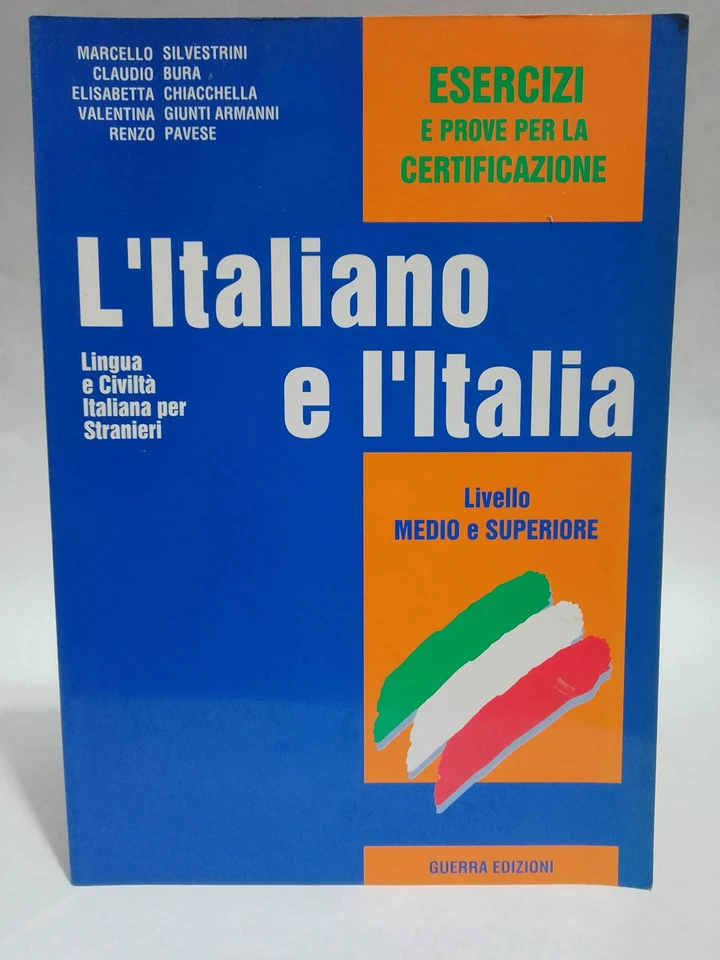 MARCELLO SILVESTRINI
CLAUDIO BURA
ELISABETTA CHIACCHELLA
VALENTINA GIUNTI ARMANNI
RENZO PAVESE
ESERCIZI
E PROVE PER LA
CERTIFICAZIONE
L'Italiano
e l'Italia
Lingua
e Civiltà
Italiana per
Stranieri
Livello
MEDIO e SUPERIORE
GUERRA EDIZIONI